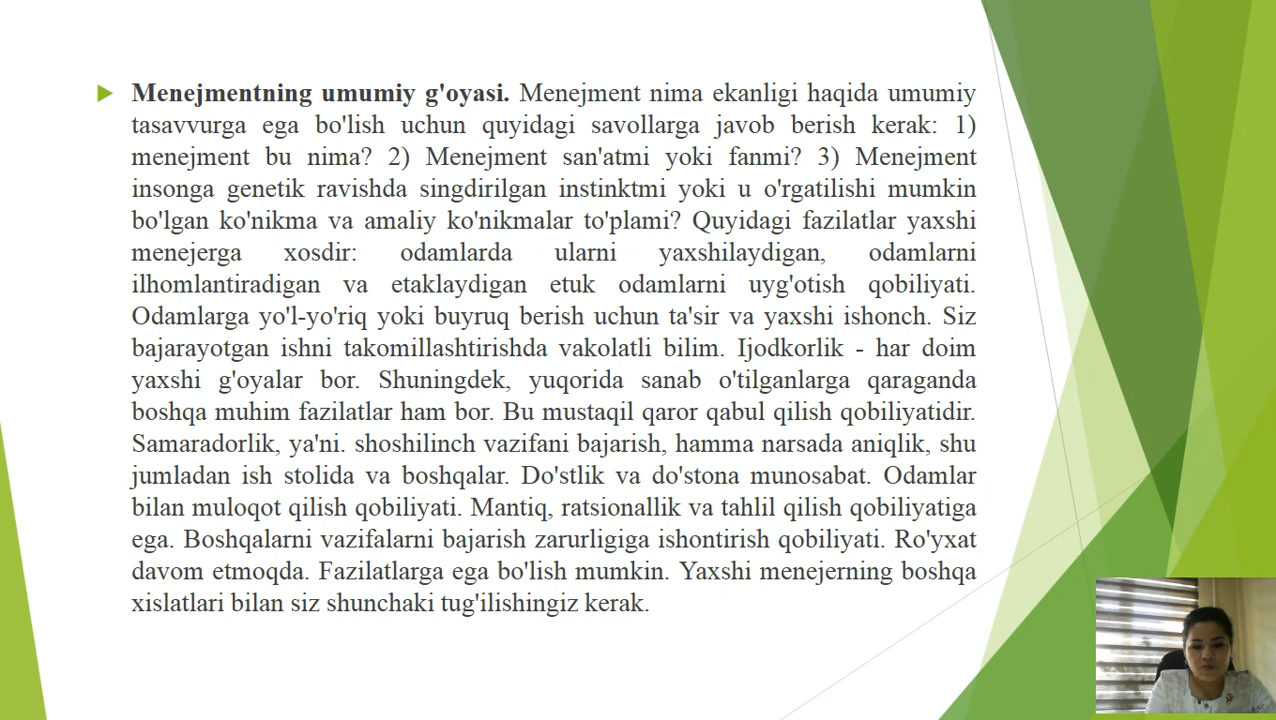 Menejmentning umumiy g'oyasi. Menejment nima ekanligi haqida umumiy
tasavvurga ega bo'lish uchun quyidagi savollarga javob berish kerak: 1)
menejment bu nima? 2) Menejment san'atmi yoki fanmi? 3) Menejment
insonga genetik ravishda singdirilgan instinktmi yoki u o'rgatilishi mumkin
bo'lgan ko'nikma va amaliy ko'nikmalar to'plami? Quyidagi fazilatlar yaxshi
menejerga xosdir: odamlarda ularni yaxshilaydigan, odamlarni
ilhomlantiradigan va etaklaydigan etuk odamlarni uyg'otish qobiliyati.
Odamlarga yo'l-yo'riq yoki buyruq berish uchun ta'sir va yaxshi ishonch. Siz
bajarayotgan ishni takomillashtirishda vakolatli bilim. Ijodkorlik - har doim
yaxshi g'oyalar bor. Shuningdek, yuqorida sanab o'tilganlarga qaraganda
boshqa muhim fazilatlar ham bor. Bu mustaqil qaror qabul qilish qobiliyatidir.
Samaradorlik, ya'ni. shoshilinch vazifani bajarish, hamma narsada aniqlik, shu
jumladan ish stolida va boshqalar. Do'stlik va do'stona munosabat. Odamlar
bilan muloqot qilish qobiliyati. Mantiq, ratsionallik va tahlil qilish qobiliyatiga
ega. Boshqalarni vazifalarni bajarish zarurligiga ishontirish qobiliyati. Ro'yxat
davom etmoqda. Fazilatlarga ega bo'lish mumkin. Yaxshi menejerning boshqa
xislatlari bilan siz shunchaki tug'ilishingiz kerak.